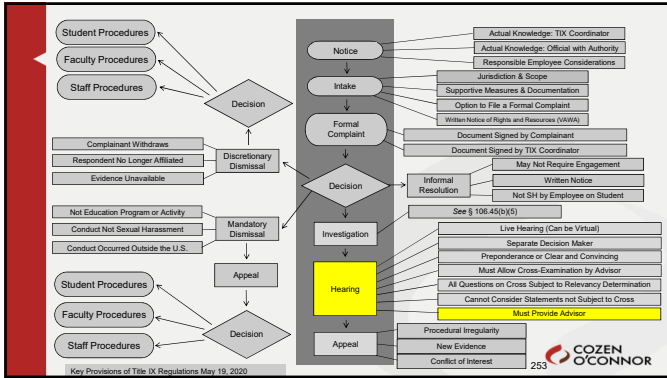 Student Procedures
Faculty Procedures
Staff Procedures
Decision
Complainant Withdraws
Respondent No Longer Affiliated
Evidence Unavailable
Discretionary
Dismissal
Not Education Program or Activity
Conduct Not Sexual Harassment
Conduct Occurred Outside the U.S.
Mandatory
Dismissal
Appeal
Student Procedures
Faculty Procedures
Staff Procedures
Decision
Key Provisions of Title IX Regulations May 19, 2020
Notice
Intake
Formal
Complaint
Decision
Investigation
Hearing
Appeal
Actual Knowledge: TIX Coordinator
Actual Knowledge: Official with Authority
Responsible Employee Considerations
Jurisdiction & Scope
Supportive Measures & Documentation
Option to File a Formal Complaint
Written Notice of Rights and Resources (VAWA)
Document Signed by Complainant
Document Signed by TIX Coordinator
Informal
Resolution
May Not Require Engagement
Written Notice
Not SH by Employee on Student
See § 106.45(b)(5)
Live Hearing (Can be Virtual)
Separate Decision Maker
Preponderance or Clear and Convincing
Must Allow Cross-Examination by Advisor
All Questions on Cross Subject to Relevancy Determination
Cannot Consider Statements not Subject to Cross
Must Provide Advisor
Procedural Irregularity
New Evidence
Conflict of Interest
253
COZEN
O'CONNOR